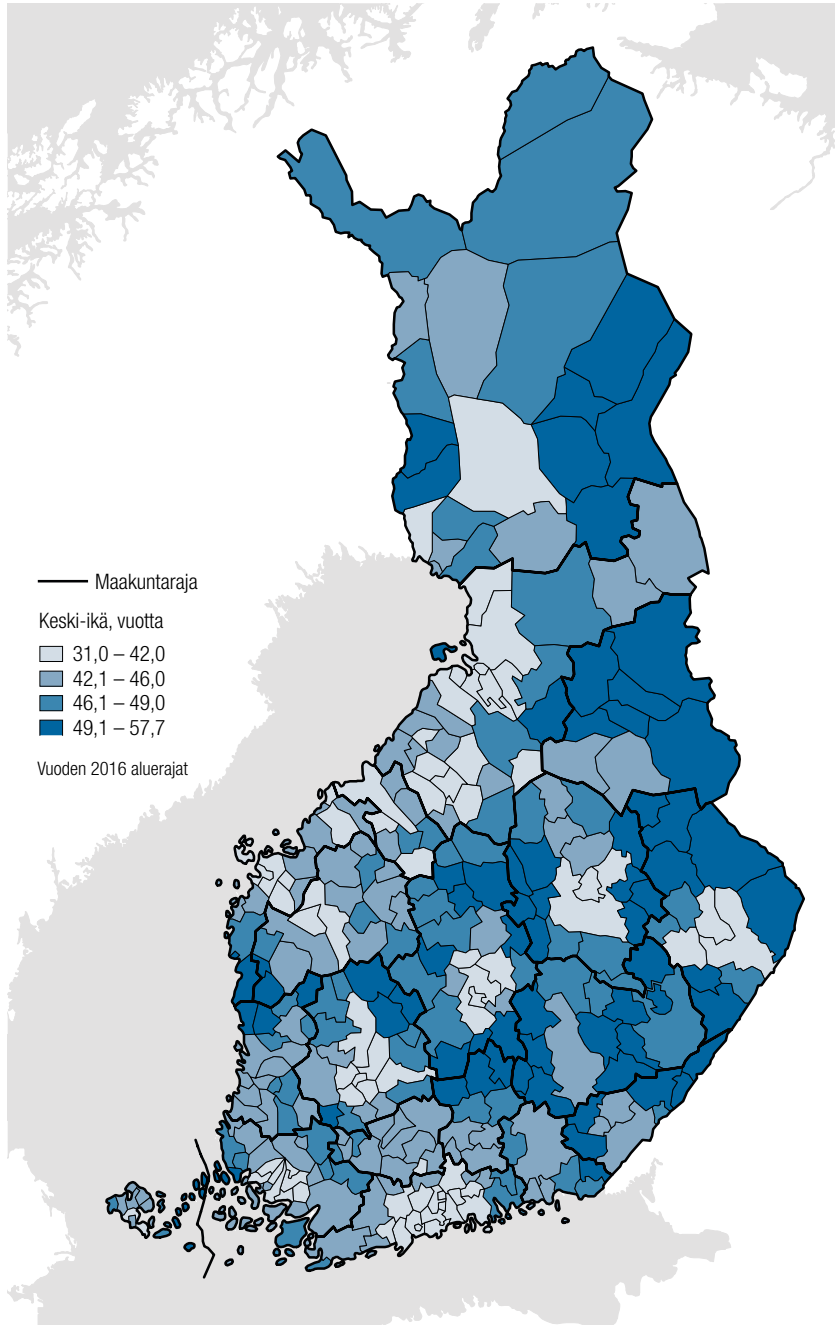 Maakuntaraja
Keski-ikä, vuotta
31,0 – 42,0
42,1 – 46,0
46,1 – 49,0
49,1 – 57,7
Vuoden 2016 aluerajat